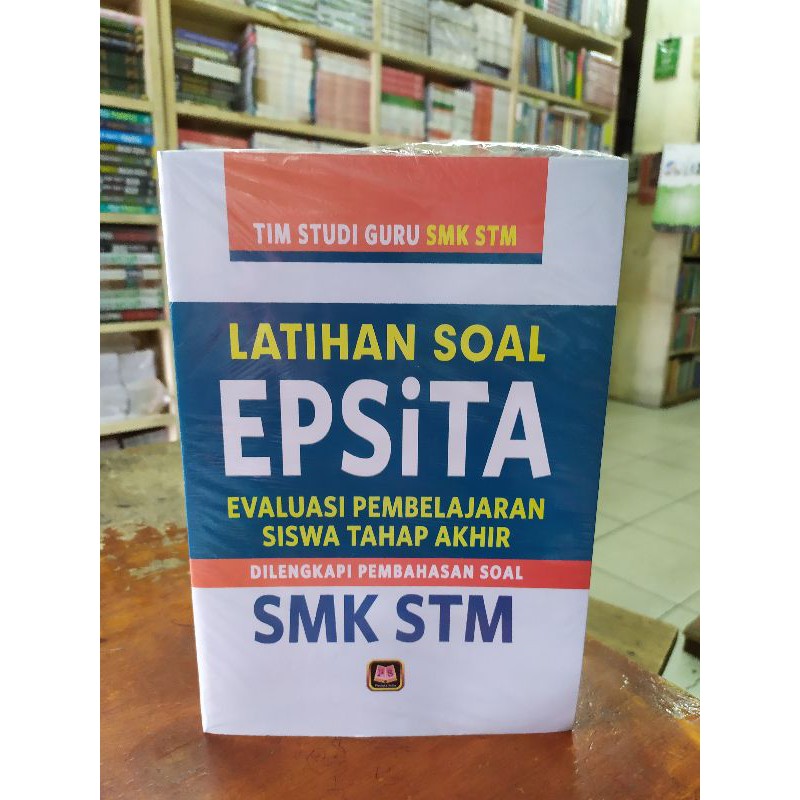 TIM STUDI GURU SMK STM
LATIHAN SOAL
EPSiTA
EVALUASI PEMBELAJARAN
SISWA TAHAP AKHIR
DILENGKAPI PEMBAHASAN SOAL
SMK STM